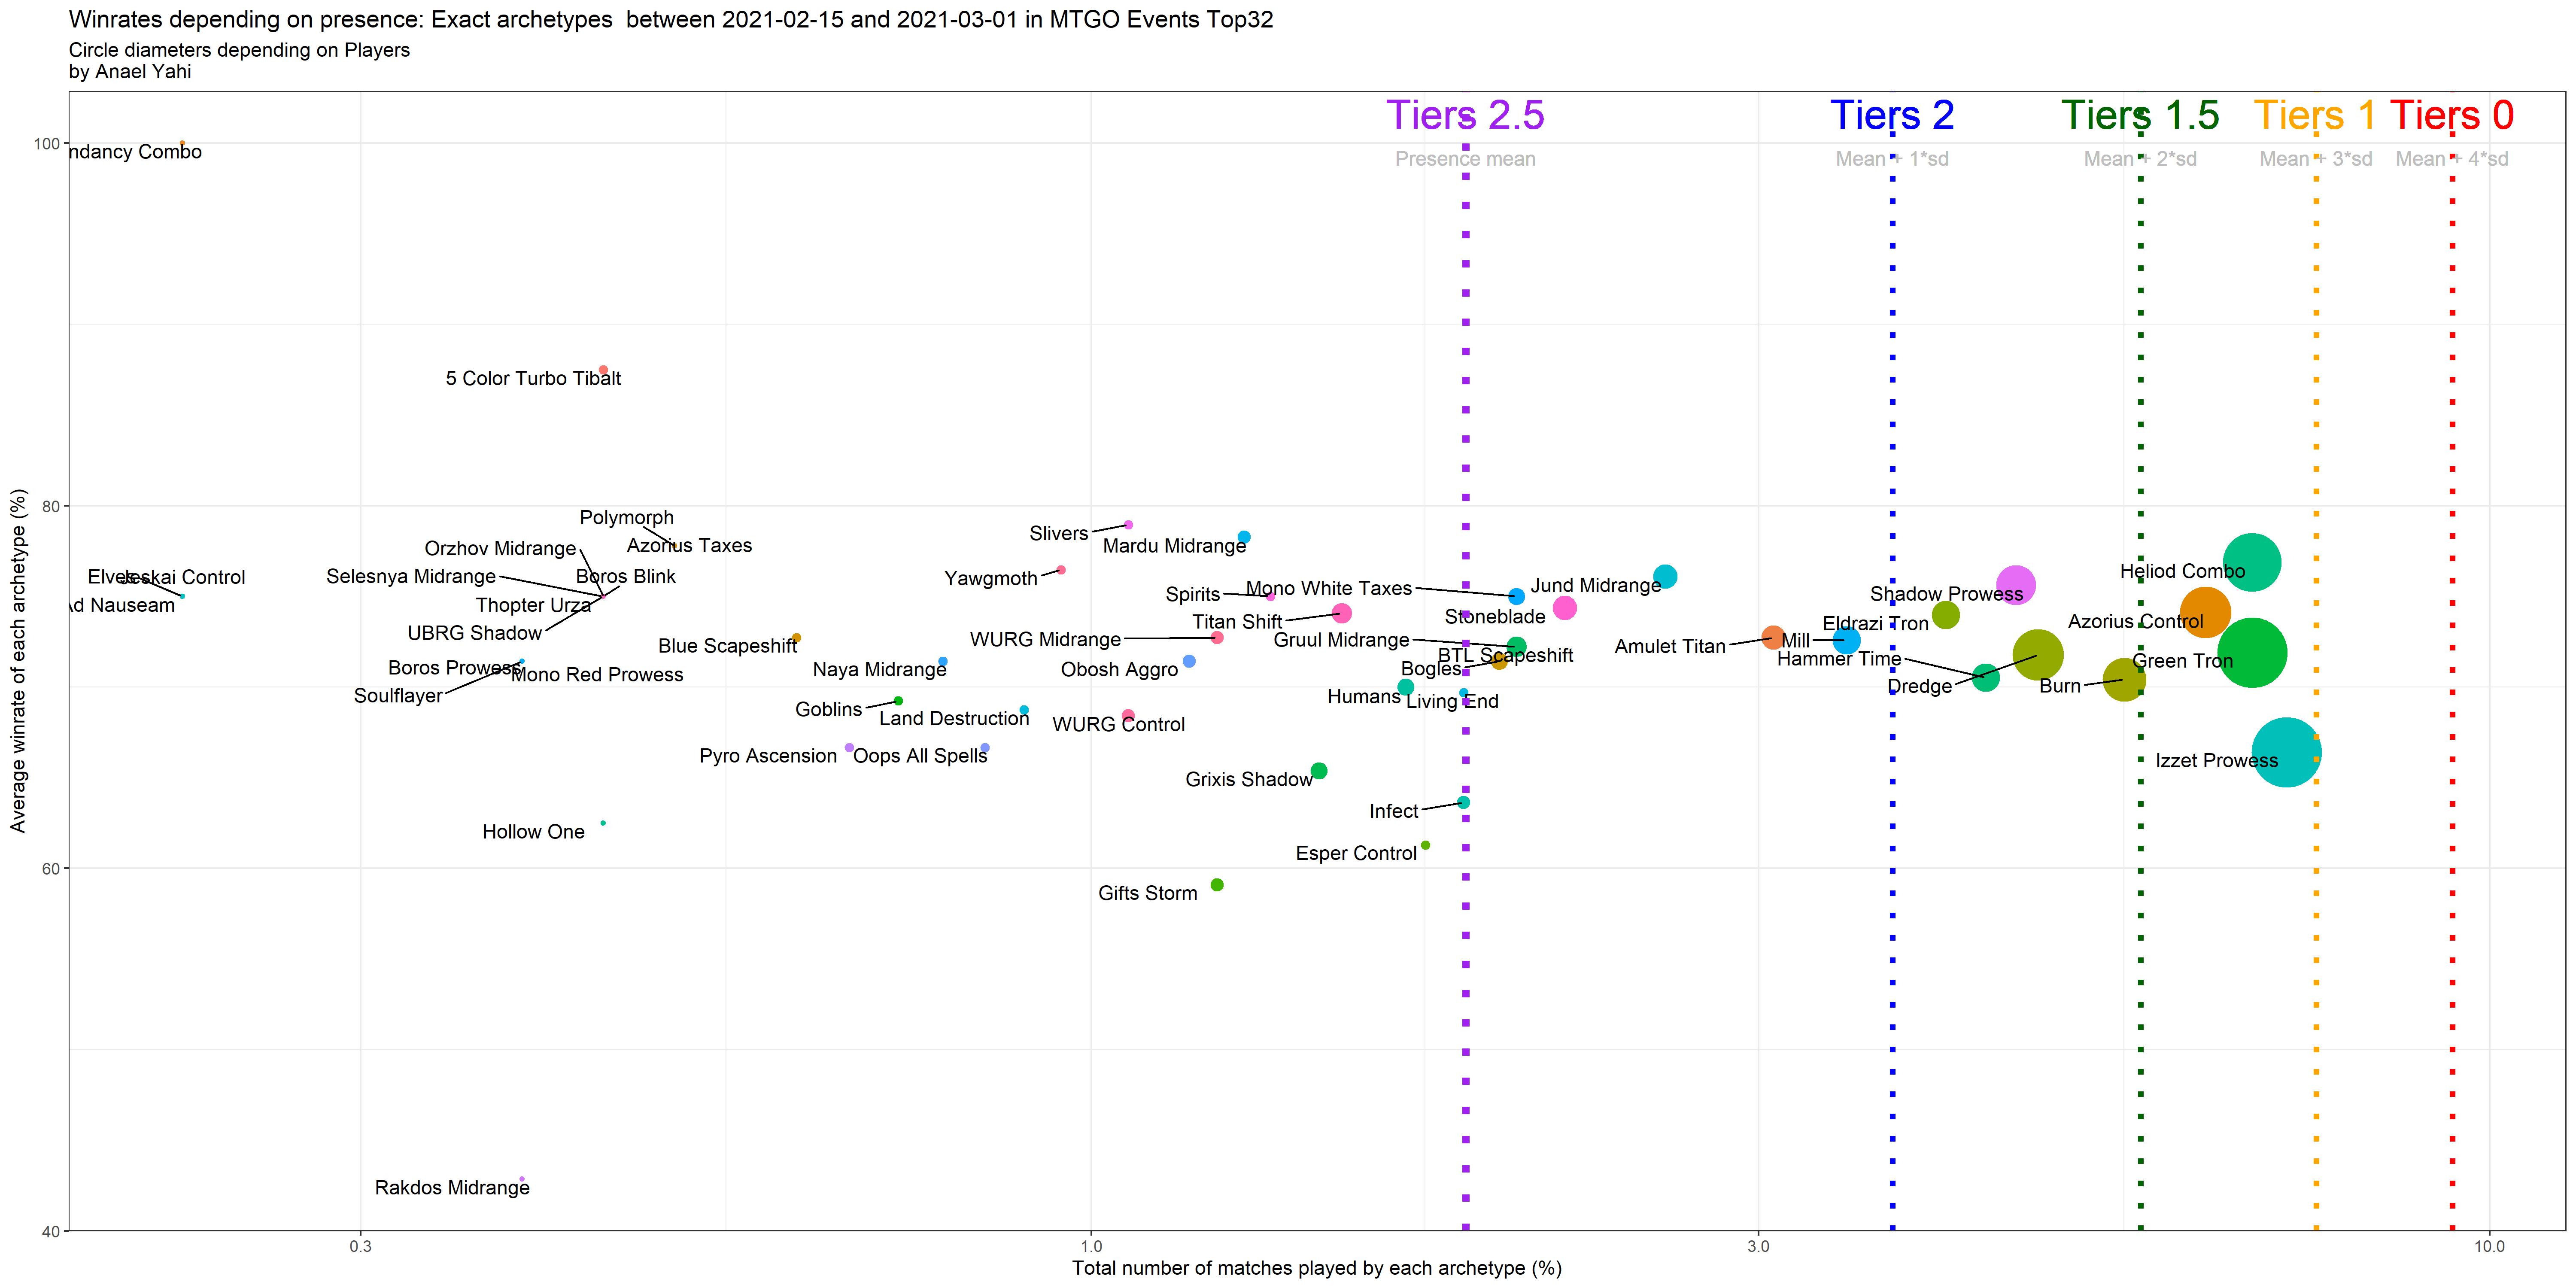 Winrates depending on presence: Exact archetypes  between 2021-02-15 and 2021-03-01 in MTGO Events Top32
Circle diameters depending on Players
by Anael Yahi
Tiers 2.5
Tiers 2
Tiers 1.5
Tiers 1
Tiers 0
Presence mean
Mean + 1*sd
Mean + 2*sd
Mean + 3*sd
Mean + 4*sd
100
ndancy Combo
5 Color Turbo Tibalt
80
Polymorph
Azorius Taxes
Orzhov Midrange
Slivers
Mardu Midrange
Elves
Jeskai Control
Selesnya Midrange
Boros Blink
Yawgmoth
Heliod Combo
Spirits
Mono White Taxes
Jund Midrange
Shadow Prowess
Ad Nauseam
Thopter Urza
Titan Shift
Stoneblade
Eldrazi Tron
Azorius Control
UBRG Shadow
Blue Scapeshift
WURG Midrange
Gruul Midrange
Amulet Titan
Mill
BTL Scapeshift
Hammer Time
Green Tron
Boros Prowess
Mono Red Prowess
Naya Midrange
Obosh Aggro
Bogles
Dredge
Burn
Soulflayer
Humans
Living End
Goblins
Land Destruction
WURG Control
Pyro Ascension
Oops All Spells
Izzet Prowess
Grixis Shadow
Infect
Hollow One
Esper Control
60
Gifts Storm
Rakdos Midrange
40
0.3
1.0
3.0
10.0
Total number of matches played by each archetype (%)
Average winrate of each archetype (%)